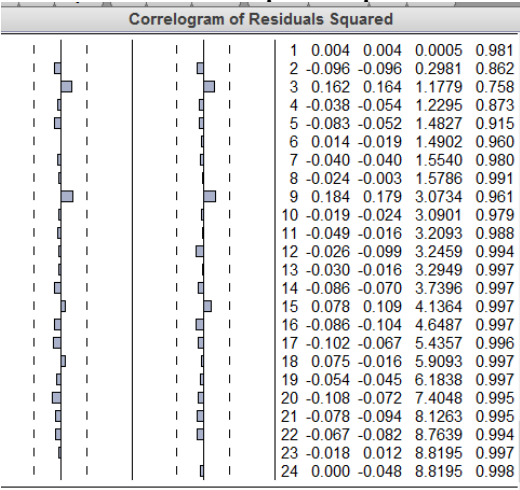 Correlogram of Residuals Squared
1 0.004 0.004 0.0005 0.981
2 -0.096 -0.096 0.2981 0.862
3 0.162 0.164 1.1779 0.758
4 -0.038 -0.054 1.2295 0.873
5 -0.083 -0.052 1.4827 0.915
6 0.014 -0.019 1.4902 0.960
7 -0.040 -0.040 1.5540 0.980
8 -0.024 -0.003 1.5786 0.991
9 0.184 0.179 3.0734 0.961
10 -0.019 -0.024 3.0901 0.979
11 -0.049 -0.016 3.2093 0.988
12 -0.026 -0.099 3.2459 0.994
13 -0.030 -0.016 3.2949 0.997
14 -0.086 -0.070 3.7396 0.997
15 0.078 0.109 4.1364 0.997
16 -0.086 -0.104 4.6487 0.997
17 -0.102 -0.067 5.4357 0.996
18 0.075 -0.016 5.9093 0.997
19 -0.054 -0.045 6.1838 0.997
20 -0.108 -0.072 7.4048 0.995
21 -0.078 -0.094 8.1263 0.995
22 -0.067 -0.082 8.7639 0.994
23 -0.018 0.012 8.8195 0.997
24 0.000 -0.048 8.8195 0.998